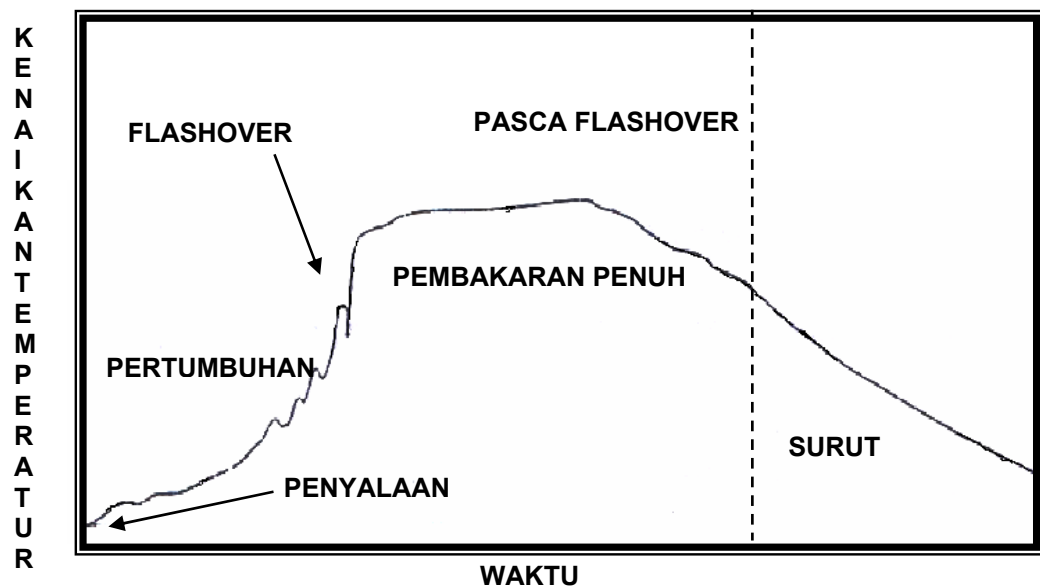 KENAIKAN TEMPERATUR
FLASHOVER
PASCA FLASHOVER
PEMBAKARAN PENUH
PERTUMBUHAN
SURUT
PENYALAAN
WAKTU